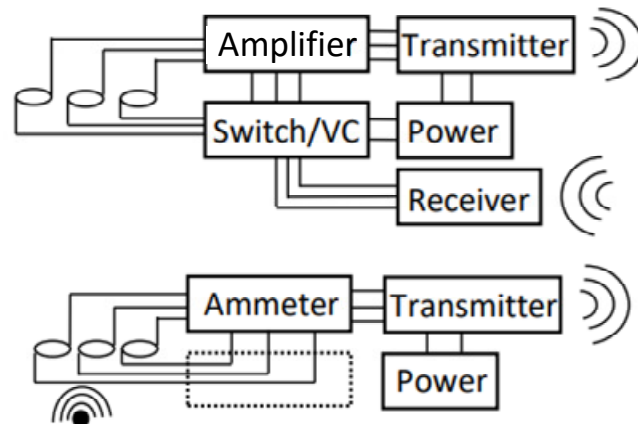 Amplifier
Transmitter
Switch/VC
Power
Receiver
Ammeter
Transmitter
Power